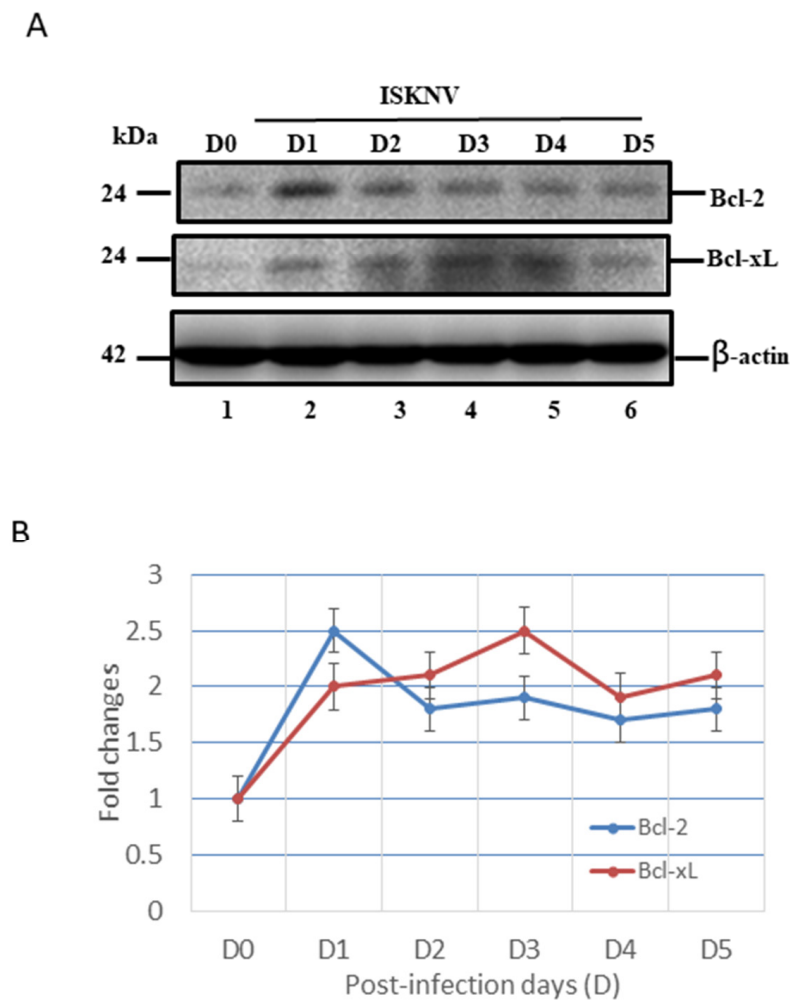 A
ISKNV
kDa D0 D1 D2 D3 D4 D5
24 Bcl-2
24 Bcl-xL
42 β-actin
1 2 3 4 5 6
B
3
2.5
2
1.5
1
0.5
0
Fold changes
Bcl-2
Bcl-xL
D0 D1 D2 D3 D4 D5
Post-infection days (D)